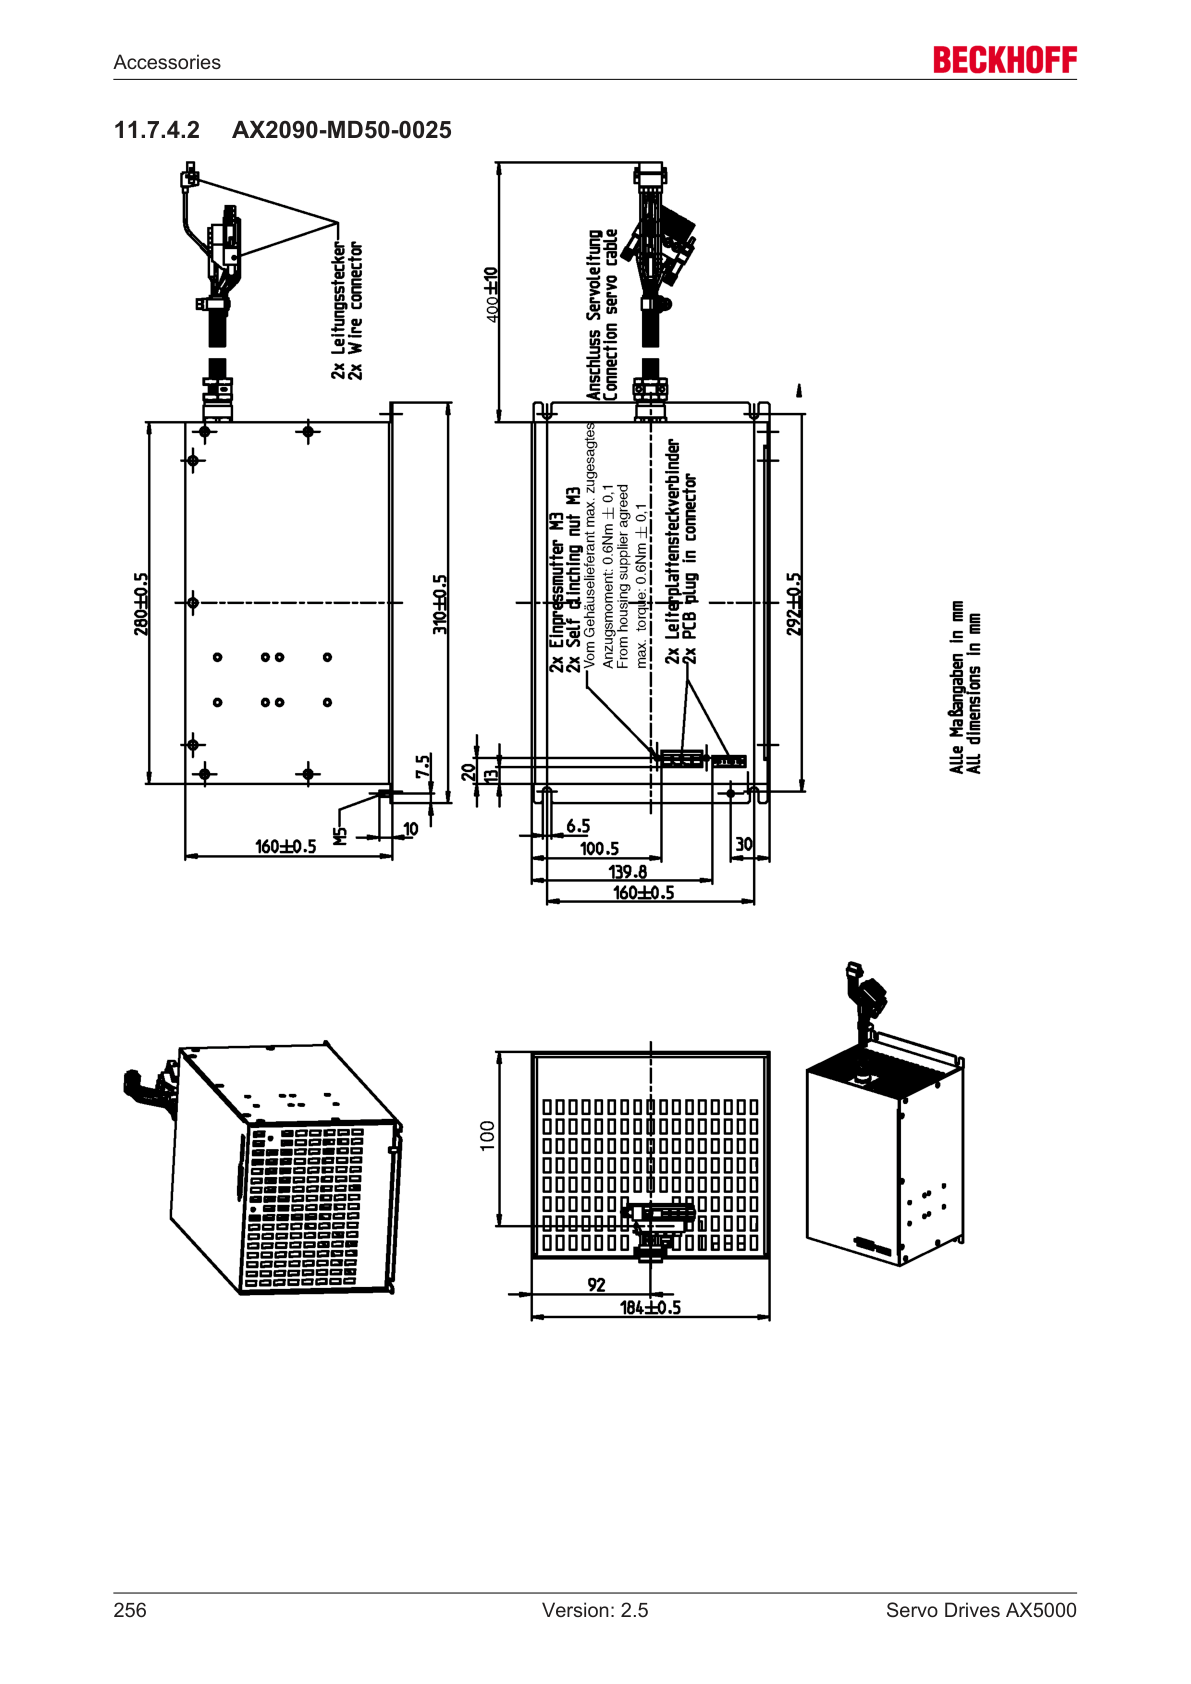 Accessories
BECKHOFF
11.7.4.2 AX2090-MD50-0025
2x Leitungsstecker
2x Wire connector
400±10
Anschluss Servoleitung
Connection servo cable
280±0.5
310±0.5
2x Einpressmutter M3
2x Self clinching nut M3
Vom Gehäuselieferant max. zugesagtes
Anzugsmoment: 0.6Nm ± 0,1
From housing supplier agreed
max. torque: 0.6Nm ± 0,1
2x Leiterplattensteckverbinder
2x PCB plug in connector
292±0.5
Alle Maßangaben in mm
All dimensions in mm
7.5
20
13
M5
10
160±0.5
6.5
100.5
30
139.8
160±0.5
100
92
184±0.5
256 Version: 2.5 Servo Drives AX5000